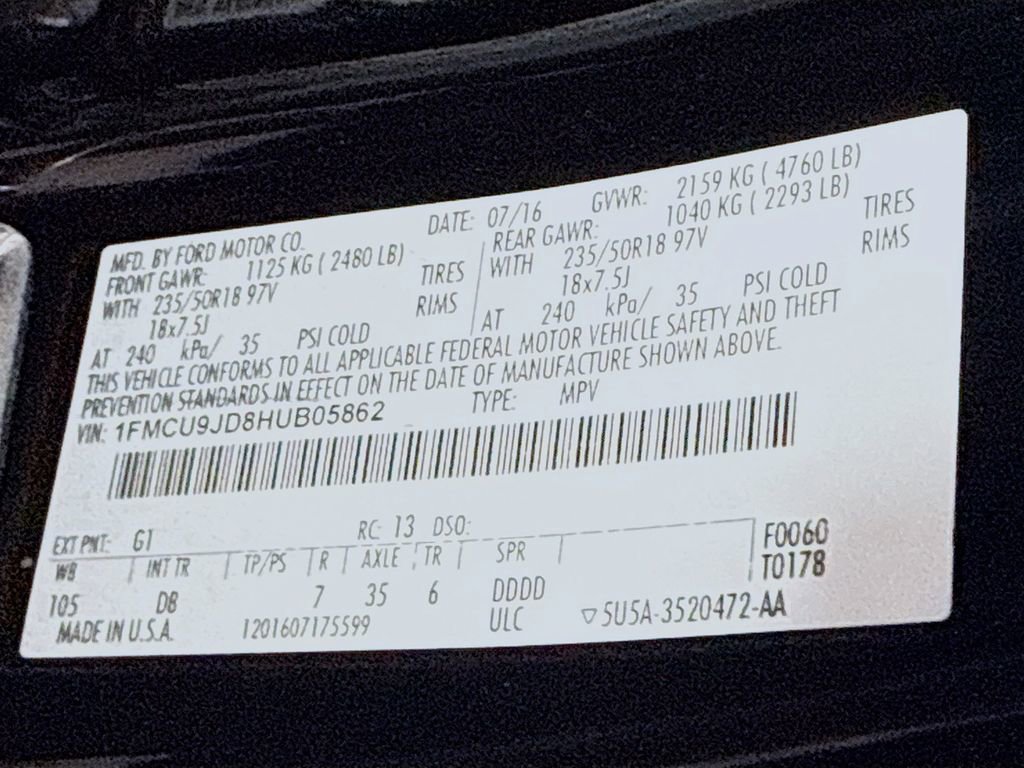 MFD. BY FORD MOTOR CO. DATE: 07/16 GVWR: 2159 KG ( 4760 LB)
FRONT GAWR: 1125 KG ( 2480 LB) REAR GAWR: 1040 KG ( 2293 LB)
WITH 235/50R18 97V TIRES WITH 235/50R18 97V TIRES
18x7.5J RIMS 18x7.5J RIMS
AT 240 kPa/ 35 PSI COLD AT 240 kPa/ 35 PSI COLD
THIS VEHICLE CONFORMS TO ALL APPLICABLE FEDERAL MOTOR VEHICLE SAFETY AND THEFT
PREVENTION STANDARDS IN EFFECT ON THE DATE OF MANUFACTURE SHOWN ABOVE.
VIN: 1FMCU9JD8HUB05862 TYPE: MPV
EXT PNT: G1 RC: 13 DSO:
WB INT TR TP/PS R AXLE TR SPR F0060
105 DB 7 35 6 DDDD T0178
MADE IN U.S.A. 1201607175599 ULC ▽5U5A-3520472-AA